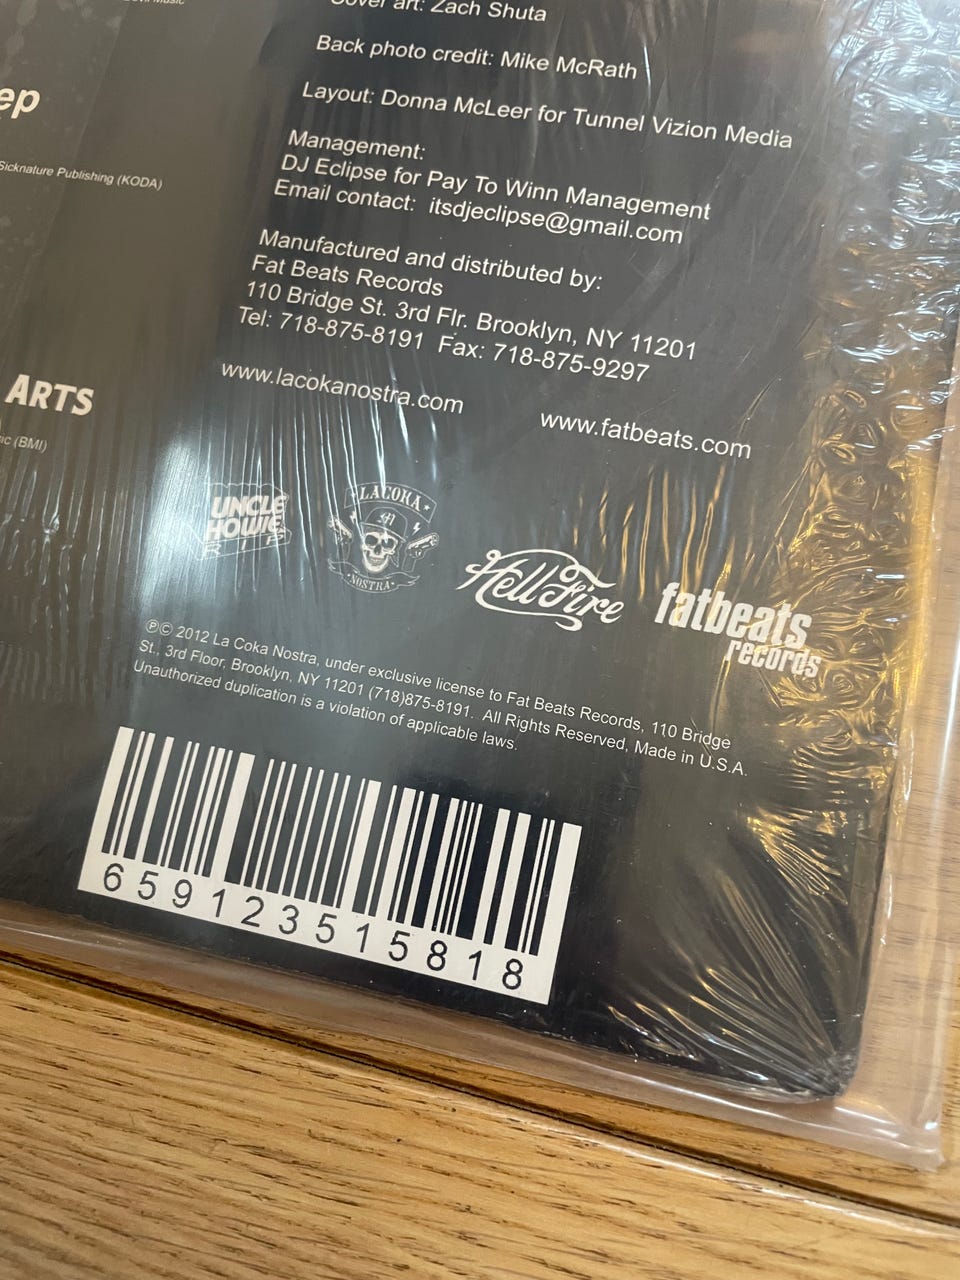 Cover art: Zach Shuta
Back photo credit: Mike McRath
Layout: Donna McLeer for Tunnel Vizion Media
Management:
DJ Eclipse for Pay To Winn Management
Email contact: itsdjeclipse@gmail.com
Manufactured and distributed by:
Fat Beats Records
110 Bridge St. 3rd Flr. Brooklyn, NY 11201
Tel: 718-875-8191 Fax: 718-875-9297
www.lacokanostra.com
www.fatbeats.com
ep
Sicknature Publishing (KODA)
ARTS
ic (BMI)
UNCLE
HOWIE
RIP
LACOKA
NOSTRA
HellFire
fatbeats
records
℗© 2012 La Coka Nostra, under exclusive license to Fat Beats Records, 110 Bridge
St., 3rd Floor, Brooklyn, NY 11201 (718)875-8191. All Rights Reserved, Made in U.S.A.
Unauthorized duplication is a violation of applicable laws.
659123515818